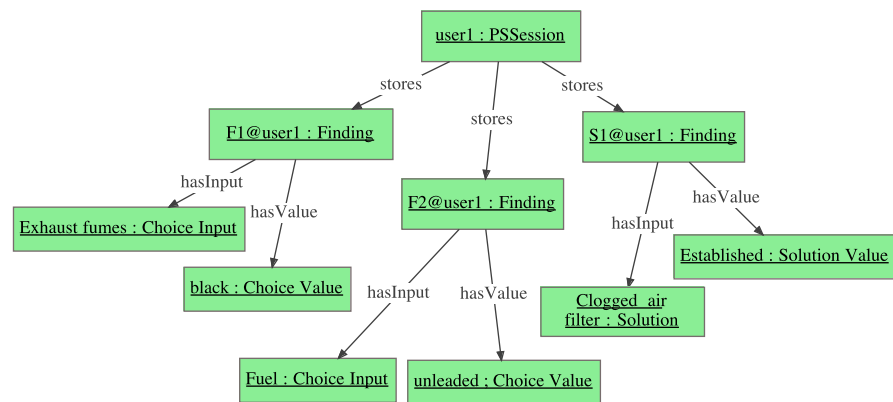 user1 : PSSession
stores
stores
stores
F1@user1 : Finding
S1@user1 : Finding
hasInput
hasValue
F2@user1 : Finding
hasInput
hasValue
Exhaust fumes : Choice Input
Established : Solution Value
black : Choice Value
hasInput
hasValue
Clogged air
filter : Solution
Fuel : Choice Input
unleaded ; Choice Value